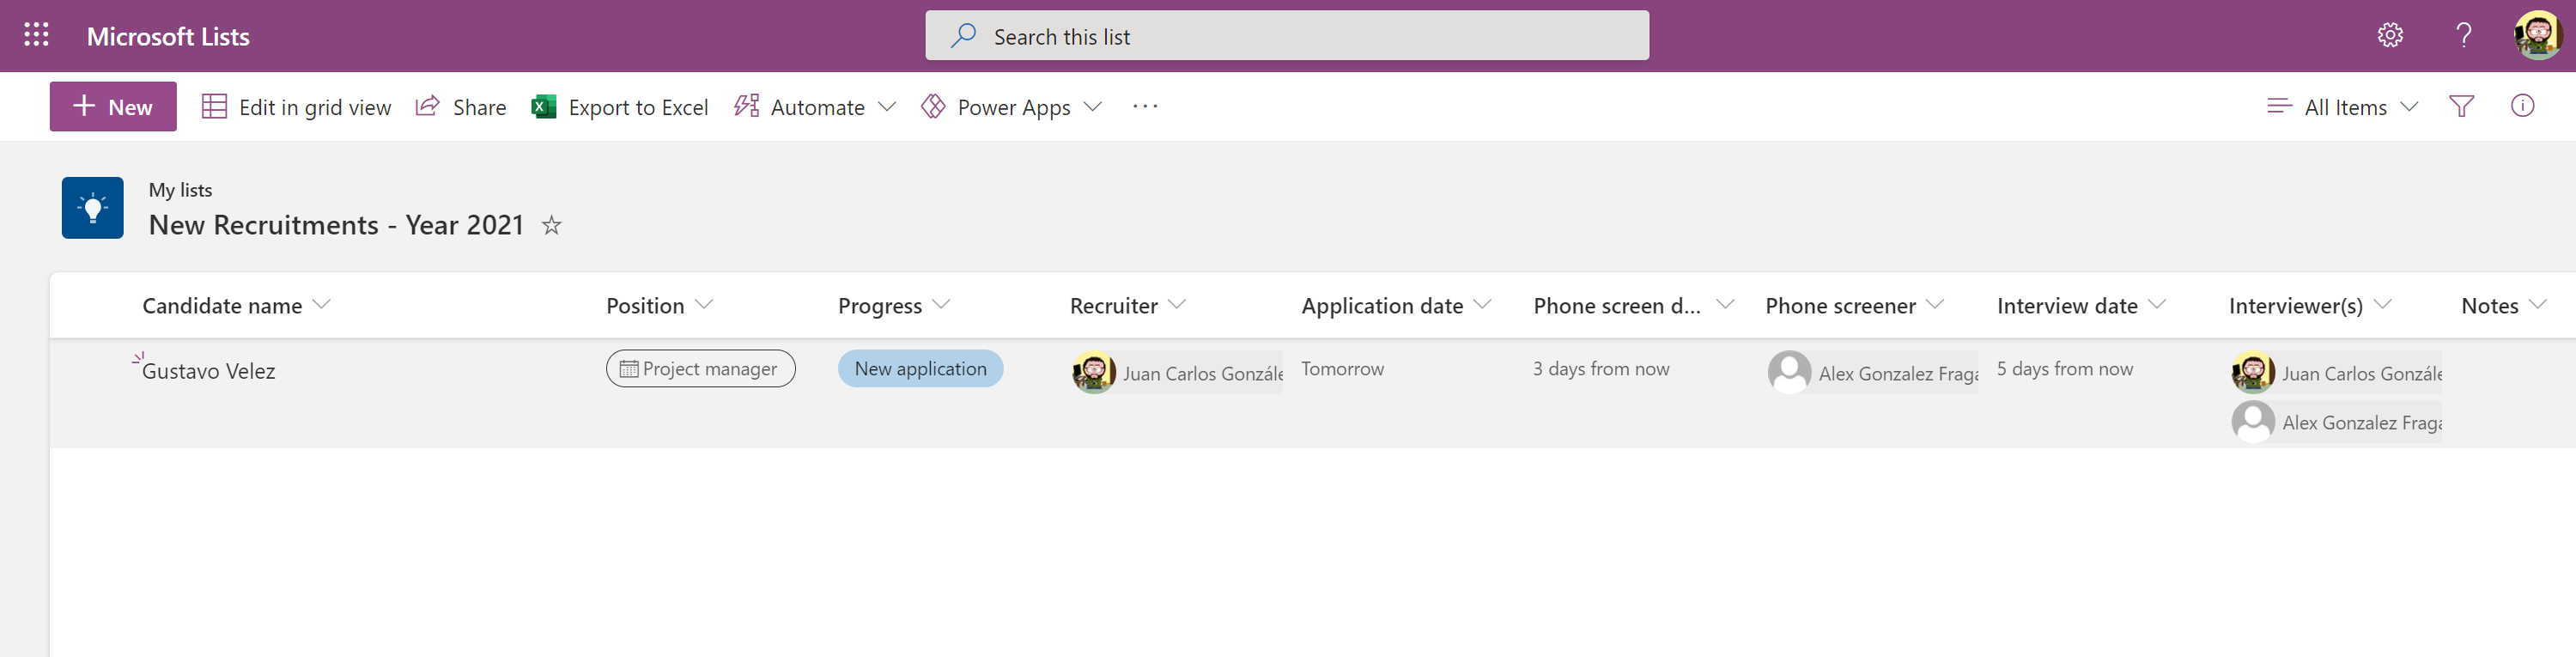 Microsoft Lists
Search this list
New Edit in grid view Share Export to Excel Automate Power Apps ··· All Items
My lists
New Recruitments - Year 2021
Candidate name Position Progress Recruiter Application date Phone screen d... Phone screener Interview date Interviewer(s) Notes
Gustavo Velez Project manager New application Juan Carlos Gonzále Tomorrow 3 days from now Alex Gonzalez Fraga 5 days from now Juan Carlos Gonzále
Alex Gonzalez Fraga